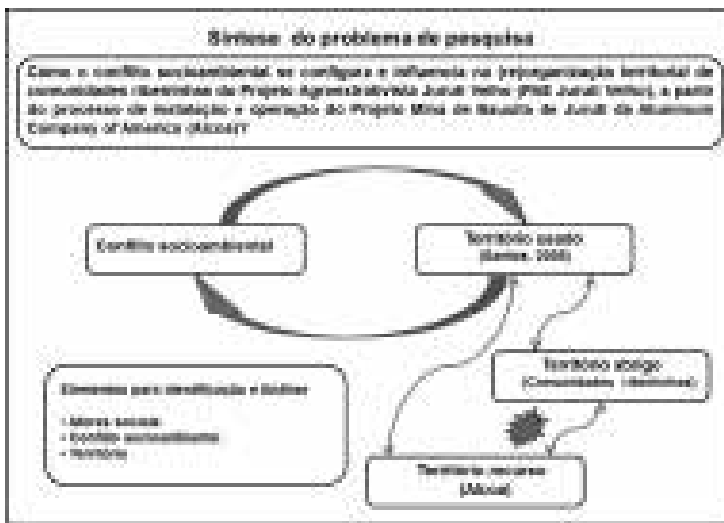 Síntese do problema de pesquisa
Como o conflito socioambiental se configura e influencia na (re)organização territorial de
comunidades ribeirinhas do Projeto Agroextrativista Juruti Velho (PAE Juruti Velho), a partir
do processo de instalação e operação do Projeto Mina de Bauxita de Juruti da Aluminum
Company of America (Alcoa)?
Conflito socioambiental
Território usado
(Santos, )
Território abrigo
(Comunidades ribeirinhas)
Elementos para identificação e
• Atores sociais
• Conflito socioambiental
• Território
Território recurso
(Alcoa)